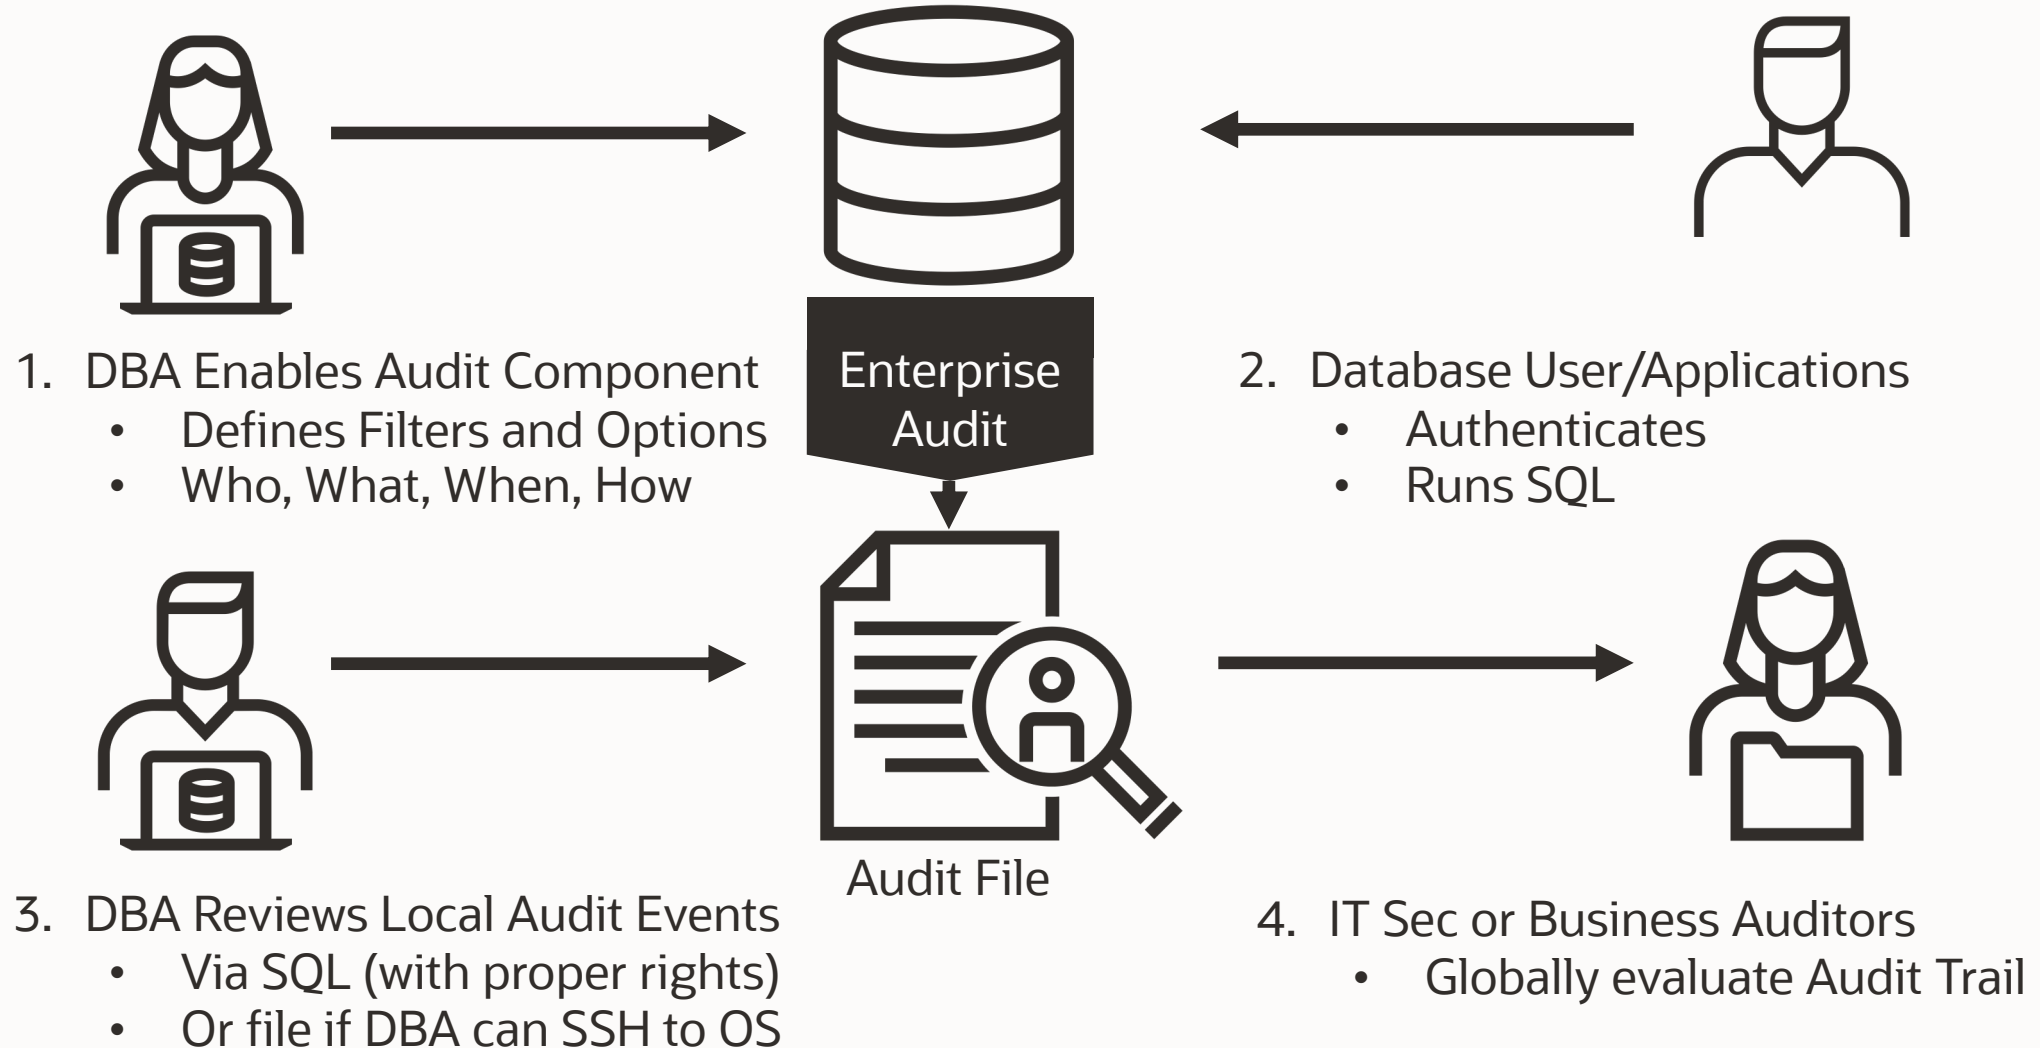 1. DBA Enables Audit Component
• Defines Filters and Options
• Who, What, When, How
Enterprise
Audit
2. Database User/Applications
• Authenticates
• Runs SQL
Audit File
3. DBA Reviews Local Audit Events
• Via SQL (with proper rights)
• Or file if DBA can SSH to OS
4. IT Sec or Business Auditors
• Globally evaluate Audit Trail